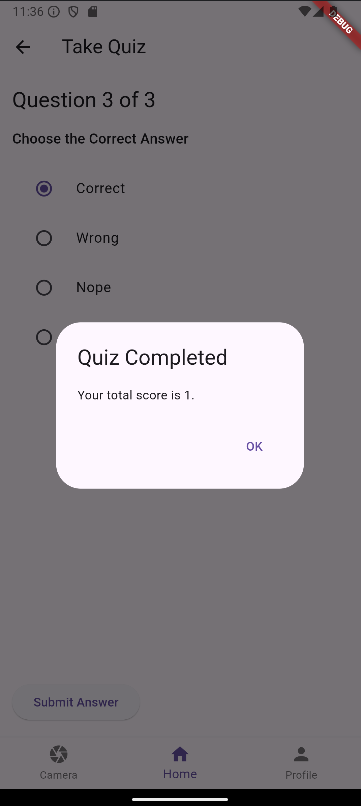 11:36
DEBUG
Take Quiz
Question 3 of 3
Choose the Correct Answer
Correct
Wrong
Nope
Quiz Completed
Your total score is 1.
OK
Submit Answer
Camera
Home
Profile